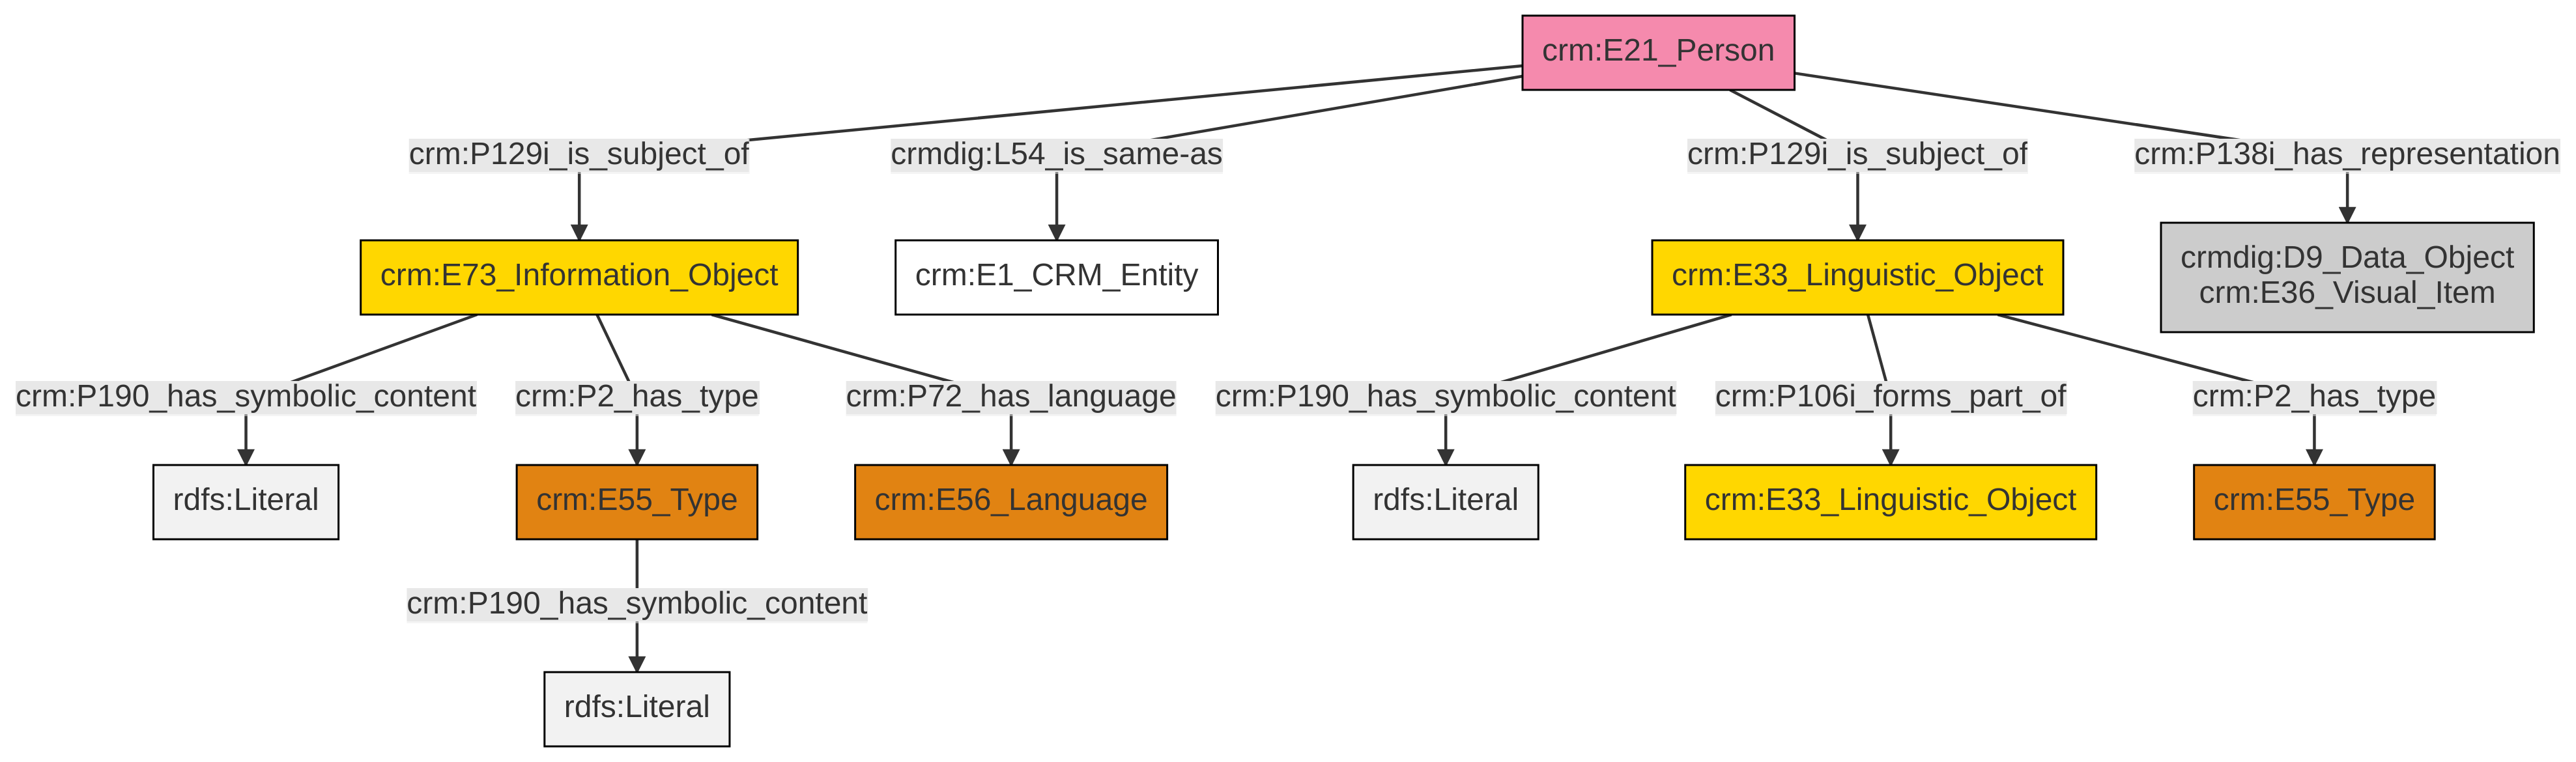 crm:E21_Person
crm:P129i_is_subject_of
crmdig:L54_is_same-as
crm:P129i_is_subject_of
crm:P138i_has_representation
crm:E73_Information_Object
crm:E1_CRM_Entity
crm:E33_Linguistic_Object
crmdig:D9_Data_Object
crm:E36_Visual_Item
crm:P190_has_symbolic_content
crm:P2_has_type
crm:P72_has_language
crm:P190_has_symbolic_content
crm:P106i_forms_part_of
crm:P2_has_type
rdfs:Literal
crm:E55_Type
crm:E56_Language
rdfs:Literal
crm:E33_Linguistic_Object
crm:E55_Type
crm:P190_has_symbolic_content
rdfs:Literal